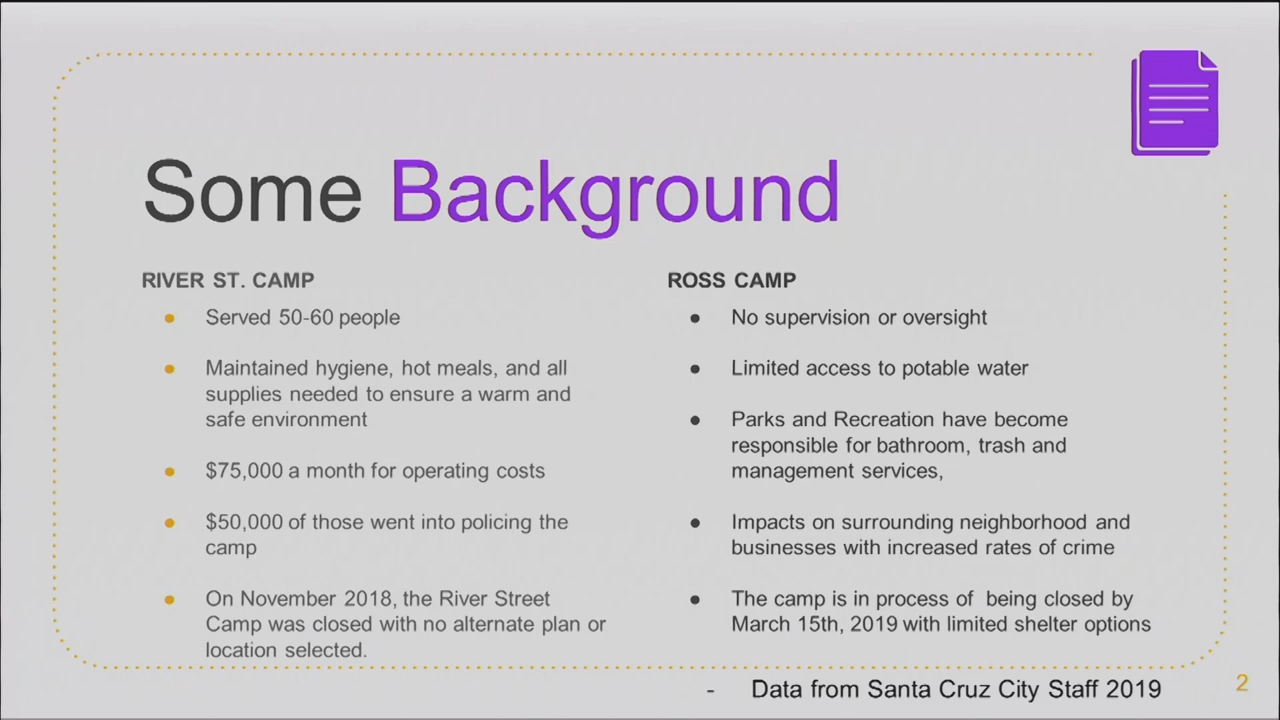 Some Background
RIVER ST. CAMP
● Served 50-60 people
● Maintained hygiene, hot meals, and all
supplies needed to ensure a warm and
safe environment
● $75,000 a month for operating costs
● $50,000 of those went into policing the
camp
● On November 2018, the River Street
Camp was closed with no alternate plan or
location selected.
ROSS CAMP
● No supervision or oversight
● Limited access to potable water
● Parks and Recreation have become
responsible for bathroom, trash and
management services,
● Impacts on surrounding neighborhood and
businesses with increased rates of crime
● The camp is in process of  being closed by
March 15th, 2019 with limited shelter options
- Data from Santa Cruz City Staff 2019
2